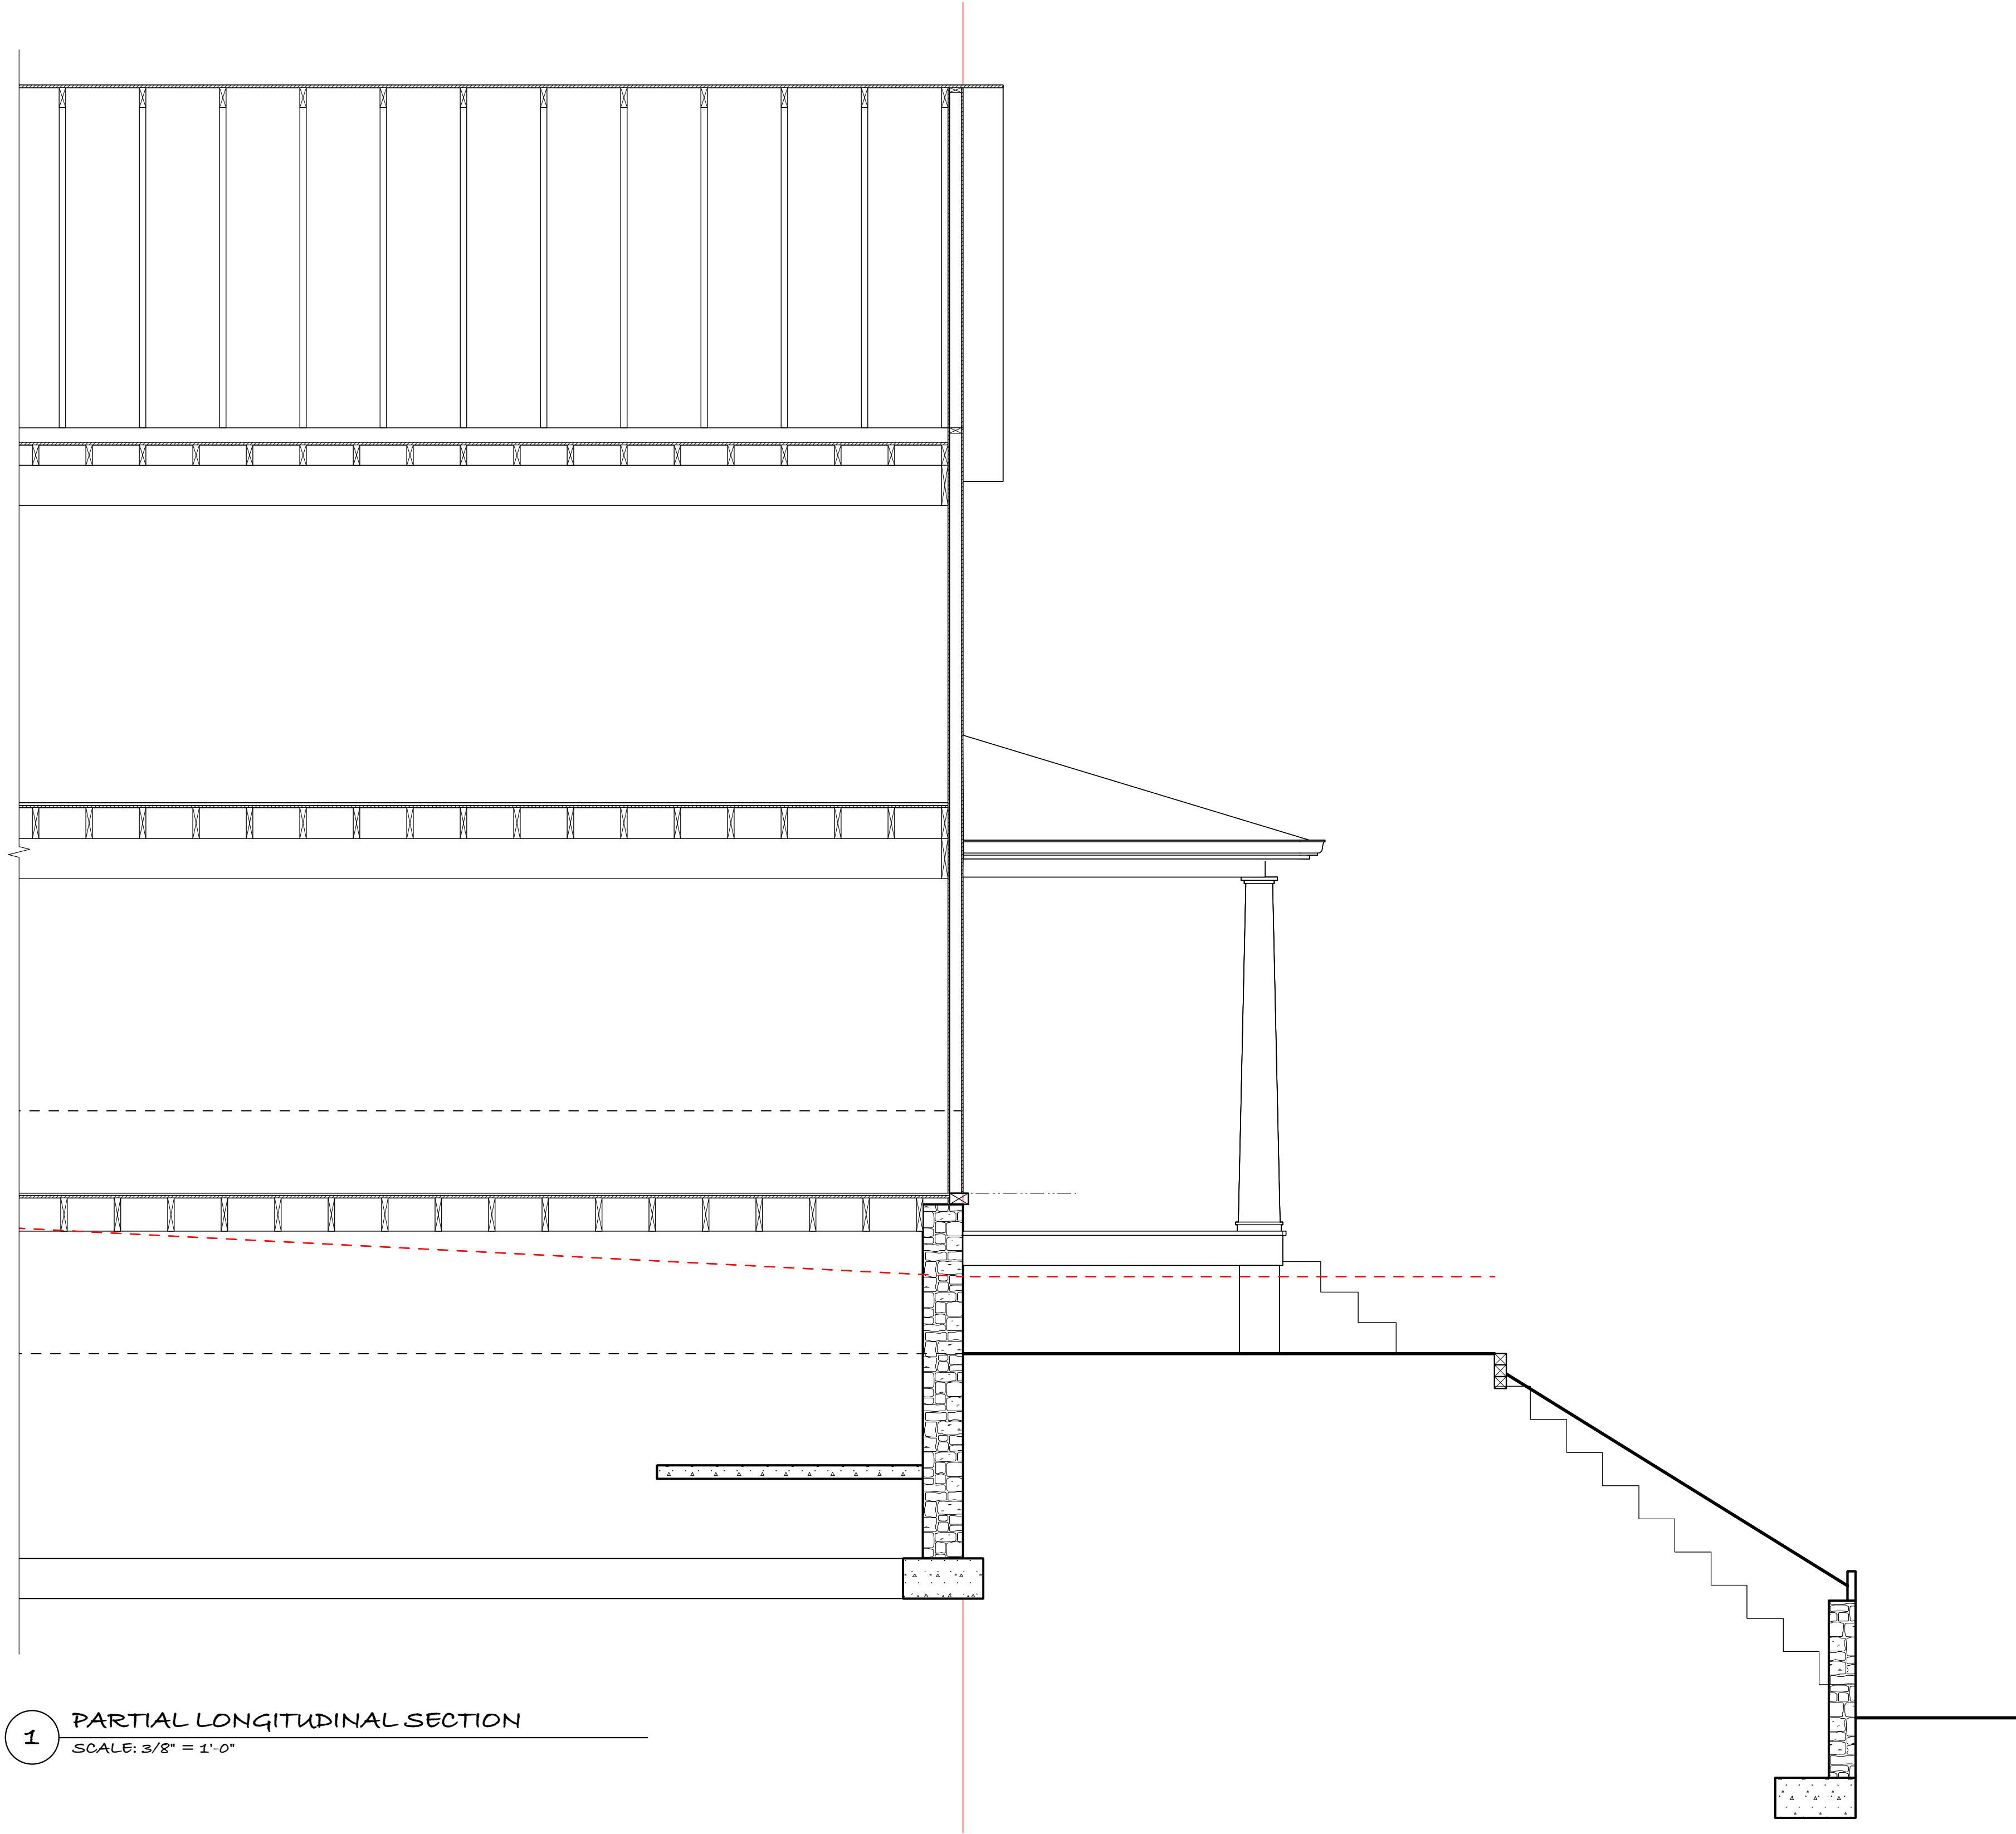 1
PARTIAL LONGITUDINAL SECTION
SCALE: 3/8" = 1'-0"